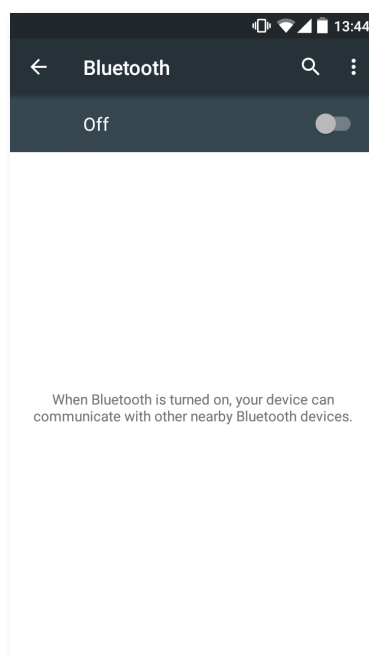 13:44
Bluetooth
Off
When Bluetooth is turned on, your device can
communicate with other nearby Bluetooth devices.